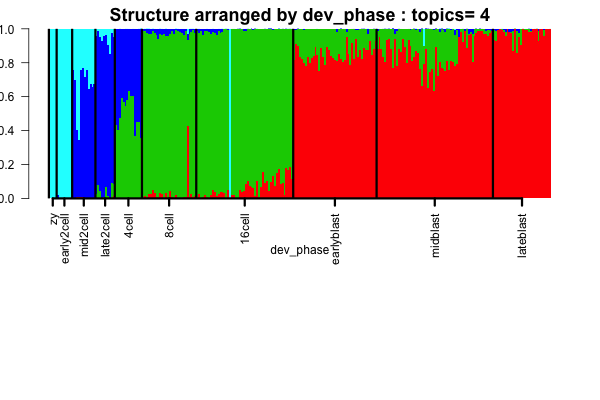 Structure arranged by dev_phase : topics= 4
1.0
0.8
0.6
0.4
0.2
0.0
zy
early2cell
mid2cell
late2cell
4cell
8cell
16cell
earlyblast
midblast
lateblast
dev_phase